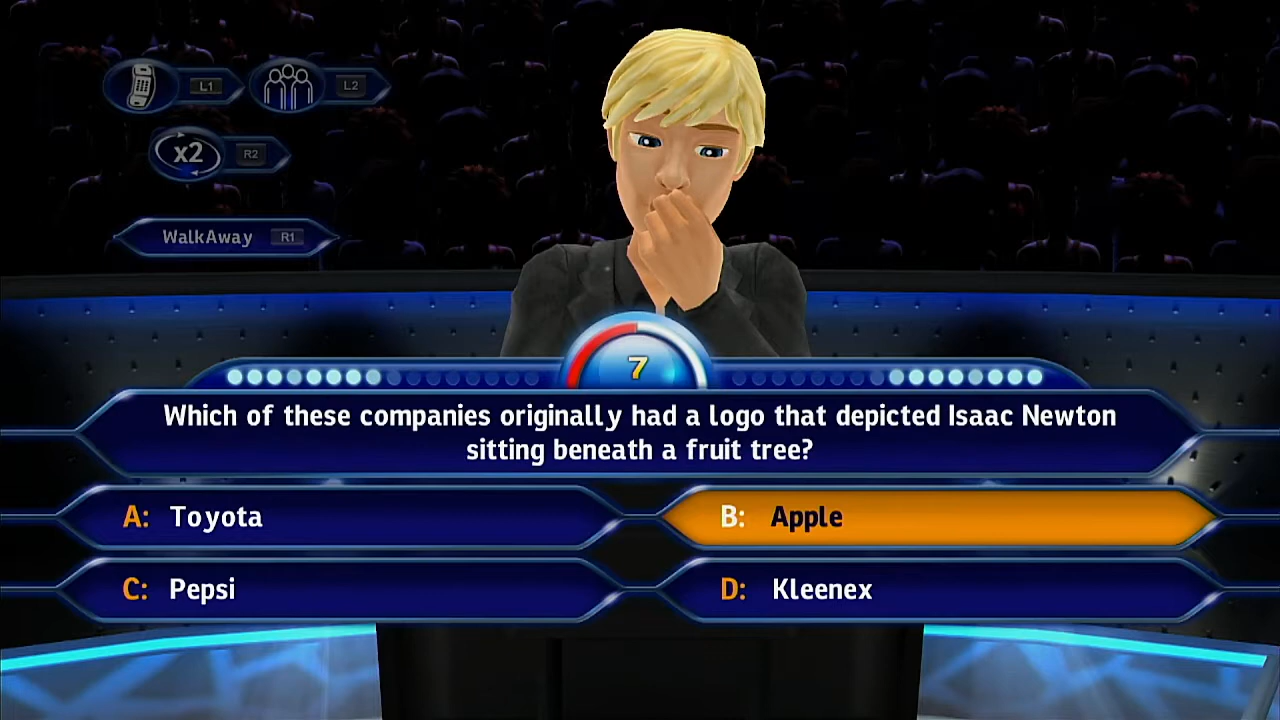 L1
L2
x2
R2
WalkAway R1
7
Which of these companies originally had a logo that depicted Isaac Newton
sitting beneath a fruit tree?
A: Toyota
B: Apple
C: Pepsi
D: Kleenex